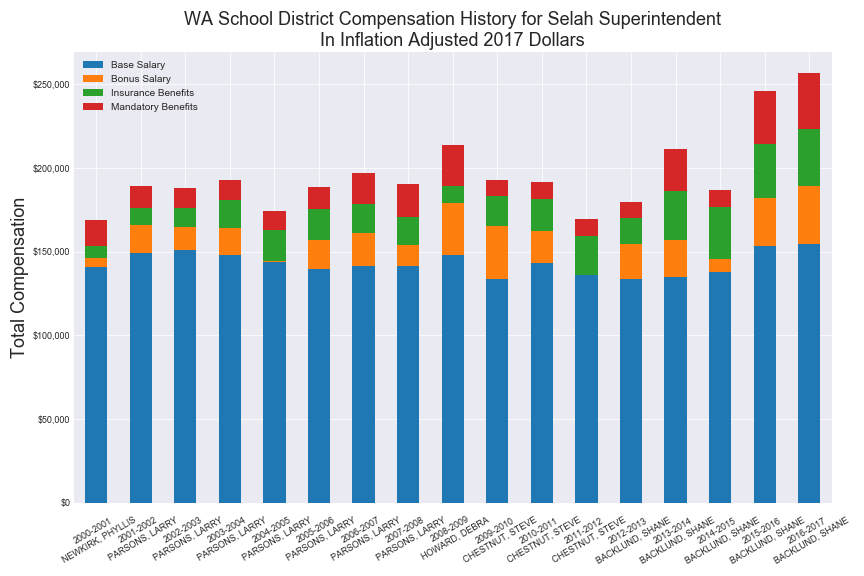 WA School District Compensation History for Selah Superintendent
In Inflation Adjusted 2017 Dollars
Base Salary
Bonus Salary
Insurance Benefits
Mandatory Benefits
$250,000
$200,000
$150,000
$100,000
$50,000
$0
Total Compensation
2000-2001
NEWKIRK, PHYLLIS
2001-2002
PARSONS, LARRY
2002-2003
PARSONS, LARRY
2003-2004
PARSONS, LARRY
2004-2005
PARSONS, LARRY
2005-2006
PARSONS, LARRY
2006-2007
PARSONS, LARRY
2007-2008
PARSONS, LARRY
2008-2009
HOWARD, DEBRA
2009-2010
CHESTNUT, STEVE
2010-2011
CHESTNUT, STEVE
2011-2012
CHESTNUT, STEVE
2012-2013
BACKLUND, SHANE
2013-2014
BACKLUND, SHANE
2014-2015
BACKLUND, SHANE
2015-2016
BACKLUND, SHANE
2016-2017
BACKLUND, SHANE